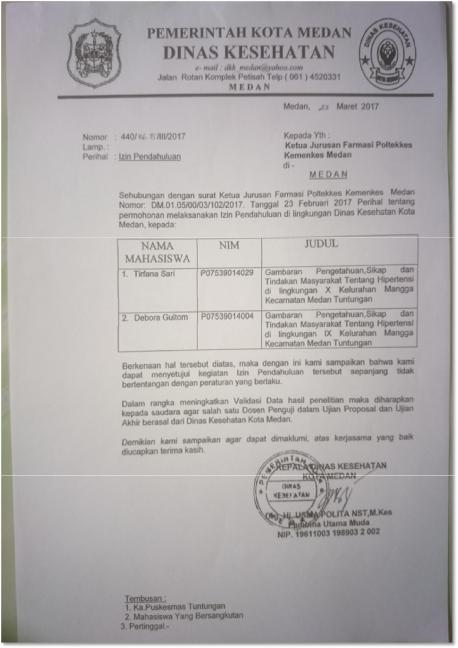 PEMERINTAH KOTA MEDAN
DINAS KESEHATAN
e-mail : dkk_medan@yahoo.com
Jalan Rotan Komplek Petisah Telp ( 061 ) 4520331
MEDAN
Medan, Maret 2017
Nomor : 440/ /III/2017
Lamp. :
Perihal : Izin Pendahuluan
Kepada Yth :
Ketua Jurusan Farmasi Poltekkes
Kemenkes Medan
di -
MEDAN
Sehubungan dengan surat Ketua Jurusan Farmasi Poltekkes Kemenkes Medan
Nomor: DM.01.05/00/03/102/2017. Tanggal 23 Februari 2017 Perihal tentang
permohonan melaksanakan Izin Pendahuluan di lingkungan Dinas Kesehatan Kota
Medan, kepada:
NAMA MAHASISWA NIM JUDUL
1. Tirfana Sari P07539014029 Gambaran Pengetahuan,Sikap dan
Tindakan Masyarakat Tentang Hipertensi
di lingkungan X Kelurahan Mangga
Kecamatan Medan Tuntungan
2. Debora Gultom P07539014004 Gambaran Pengetahuan,Sikap dan
Tindakan Masyarakat Tentang Hipertensi
di lingkungan IX Kelurahan Mangga
Kecamatan Medan Tuntungan
Berkenaan hal tersebut diatas, maka dengan ini kami sampaikan bahwa kami
dapat menyetujui kegiatan Izin Pendahuluan tersebut sepanjang tidak
bertentangan dengan peraturan yang berlaku.
Dalam rangka meningkatkan Validasi Data hasil penelitian maka diharapkan
kepada saudara agar salah satu Dosen Penguji dalam Ujian Proposal dan Ujian
Akhir berasal dari Dinas Kesehatan Kota Medan.
Demikian kami sampaikan agar dapat dimaklumi, atas kerjasama yang baik
diucapkan terima kasih.
KEPALA DINAS KESEHATAN
KOTA MEDAN
DINAS
KESEHATAN
USMA POLITA NST,M.Kes
Pembina Utama Muda
NIP. 19611003 198903 2 002
Tembusan :
1. Ka.Puskesmas Tuntungan
2. Mahasiswa Yang Bersangkutan
3. Pertinggal.-